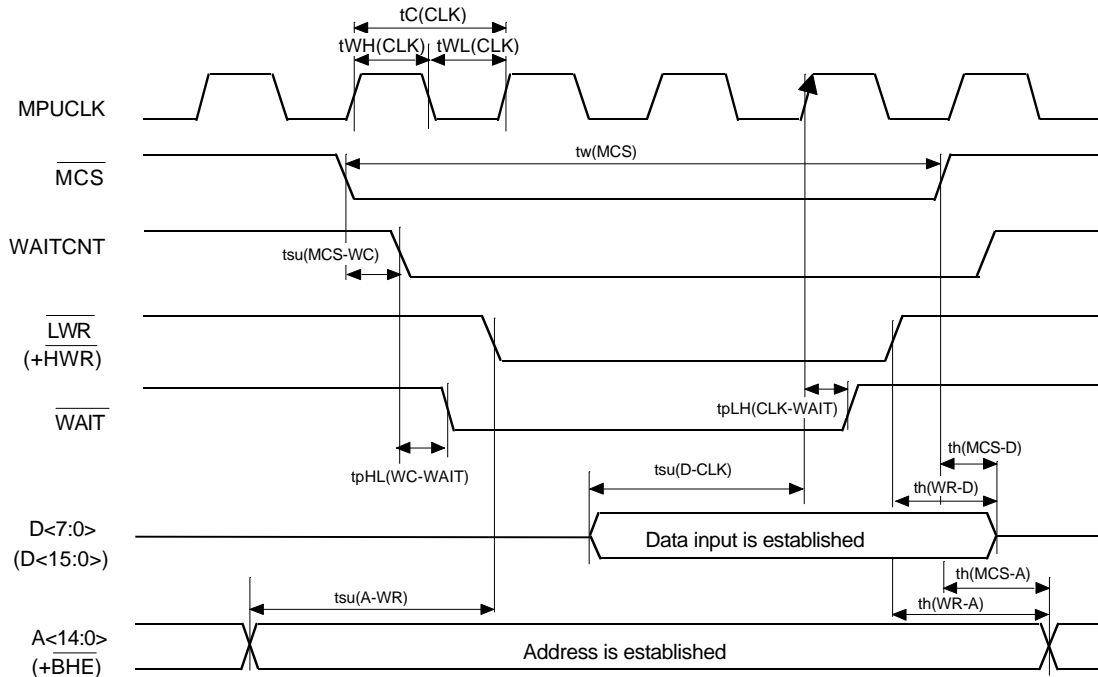 tC(CLK)
tWH(CLK) tWL(CLK)
MPUCLK
MCS
tw(MCS)
WAITCNT
tsu(MCS-WC)
LWR
(+HWR)
WAIT
tpLH(CLK-WAIT)
tpHL(WC-WAIT)
th(MCS-D)
tsu(D-CLK)
th(WR-D)
D<7:0>
(D<15:0>)
Data input is established
th(MCS-A)
tsu(A-WR)
th(WR-A)
A<14:0>
(+BHE)
Address is established